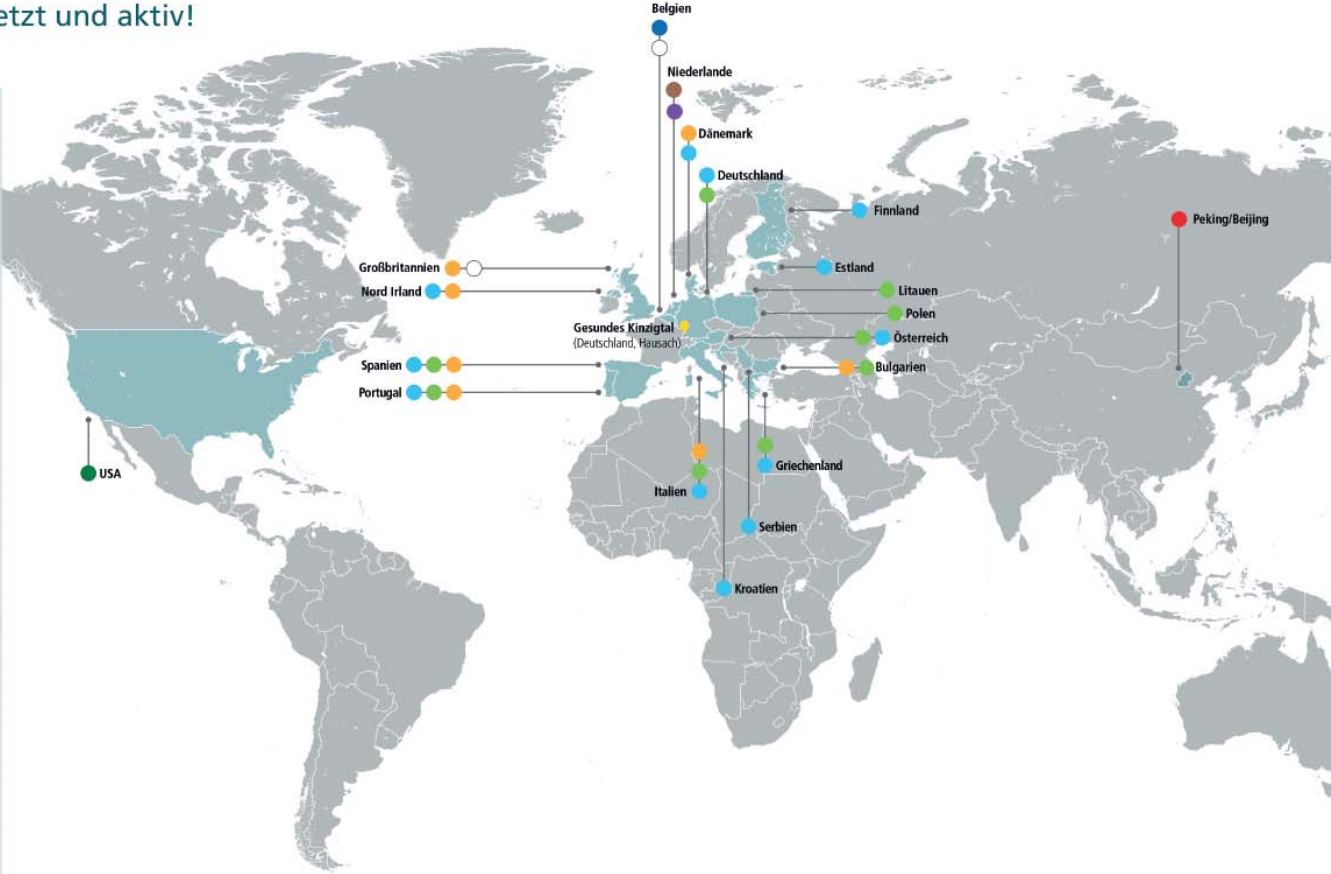 etzt und aktiv!
Belgien
Niederlande
Dänemark
Deutschland
Finnland
Peking/Beijing
Großbritannien
Estland
Nord Irland
Litauen
Polen
Gesundes Kinzigtal
(Deutschland, Hausach)
Österreich
Spanien
Bulgarien
Portugal
USA
Griechenland
Italien
Serbien
Kroatien